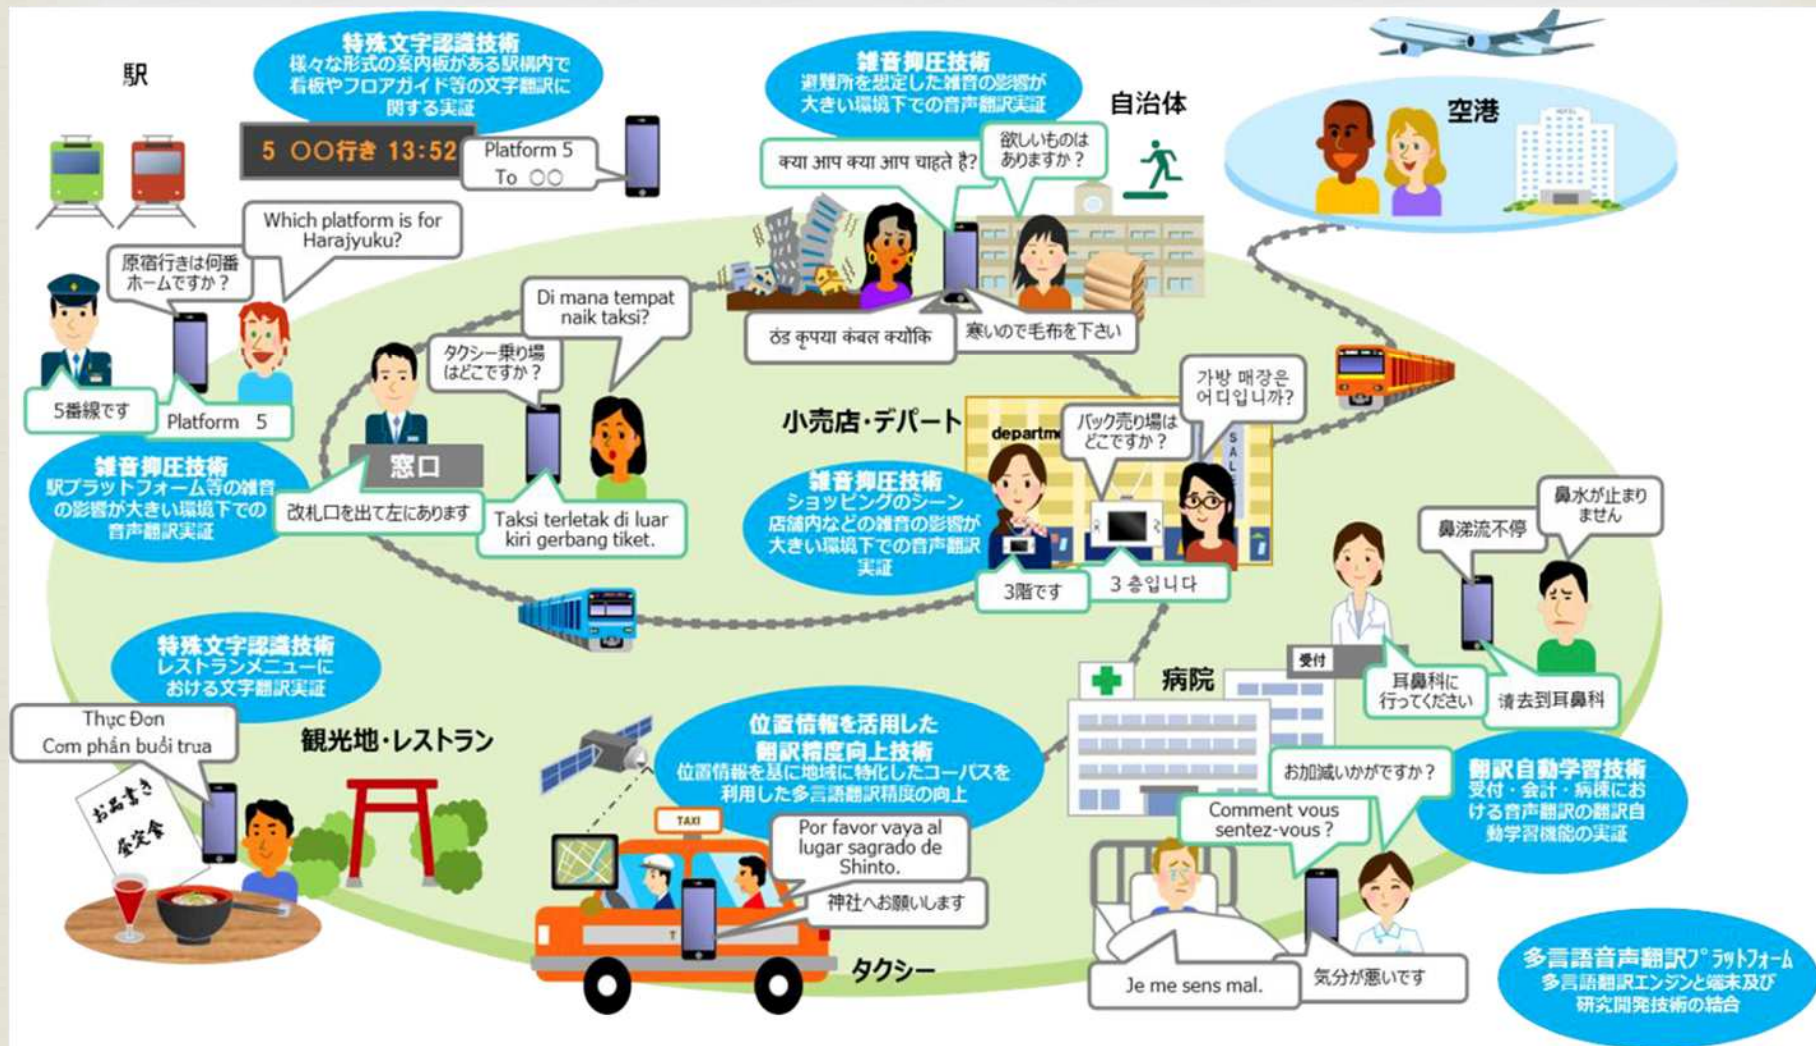 駅
特殊文字認識技術
様々な形式の案内板がある駅構内で
看板やフロアガイド等の文字翻訳に
関する実証
5 〇〇行き 13:52
Platform 5
To 〇〇
Which platform is for
Harajyuku?
原宿行きは何番
ホームですか？
5番線です
Platform 5
雑音抑圧技術
駅プラットフォーム等の雑音
の影響が大きい環境下での
音声翻訳実証
Di mana tempat
naik taksi?
タクシー乗り場
はどこですか？
窓口
改札口を出て左にあります
Taksi terletak di luar
kiri gerbang tiket.
雑音抑圧技術
避難所を想定した雑音の影響が
大きい環境下での音声翻訳実証
自治体
क्या आप क्या आप चाहते है?
欲しいものは
ありますか？
ठंड कृपया कंबल क्योंकि
寒いので毛布を下さい
空港
HOTEL
小売店・デパート
departme
SALE
バック売り場は
どこですか？
가방 매장은
어디입니까?
雑音抑圧技術
ショッピングのシーン
店舗内などの雑音の影響が
大きい環境下での音声翻訳
実証
3階です
3 층입니다
鼻水が止まり
ません
鼻涕流不停
受付
耳鼻科に
行ってください
请去到耳鼻科
病院
特殊文字認識技術
レストランメニューに
おける文字翻訳実証
Thục Đơn
Cơm phần buổi trưa
お品書き
昼定食
観光地・レストラン
位置情報を活用した
翻訳精度向上技術
位置情報を基に地域に特化したコーパスを
利用した多言語翻訳精度の向上
TAXI
Por favor vaya al
lugar sagrado de
Shinto.
神社へお願いします
T
タクシー
お加減いかがですか？
Comment vous
sentez-vous ?
Je me sens mal.
気分が悪いです
翻訳自動学習技術
受付・会計・病棟にお
ける音声翻訳の翻訳自
動学習機能の実証
多言語音声翻訳プラットフォーム
多言語翻訳エンジンと端末及び
研究開発技術の結合